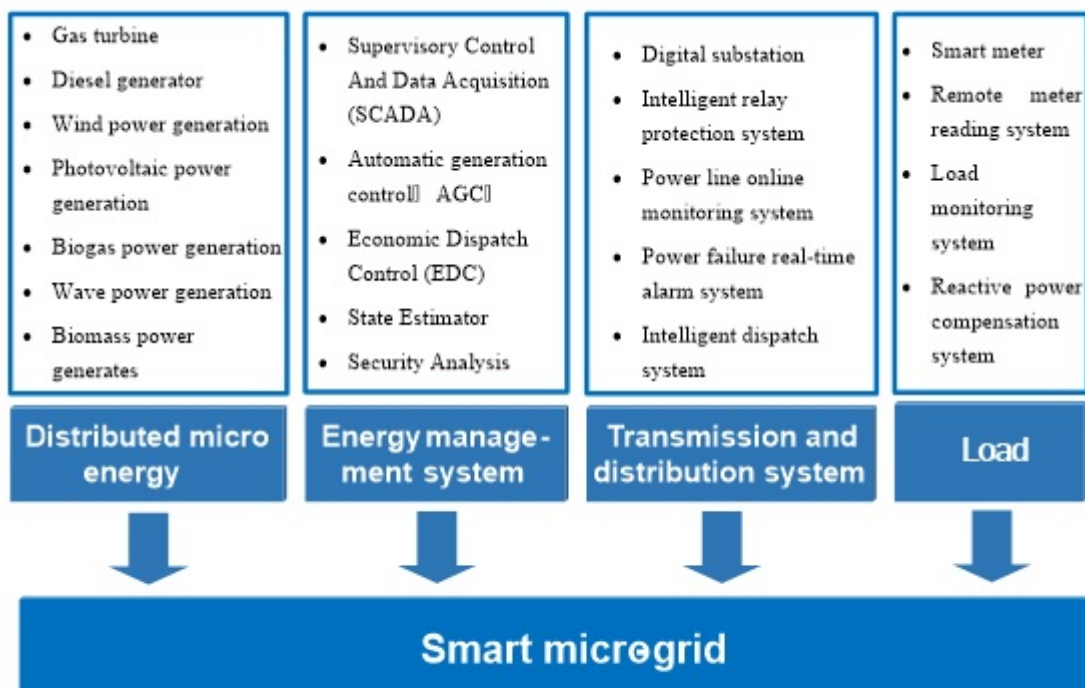 • Gas turbine
• Diesel generator
• Wind power generation
• Photovoltaic power
generation
• Biogas power generation
• Wave power generation
• Biomass power
generates
Distributed micro
energy
• Supervisory Control
And Data Acquisition
(SCADA)
• Automatic generation
control▯ AGC▯
• Economic Dispatch
Control (EDC)
• State Estimator
• Security Analysis
Energy manage-
ment system
• Digital substation
• Intelligent relay
protection system
• Power line online
monitoring system
• Power failure real-time
alarm system
• Intelligent dispatch
system
Transmission and
distribution system
• Smart meter
• Remote meter
reading system
• Load
monitoring
system
• Reactive power
compensation
system
Load
Smart microgrid